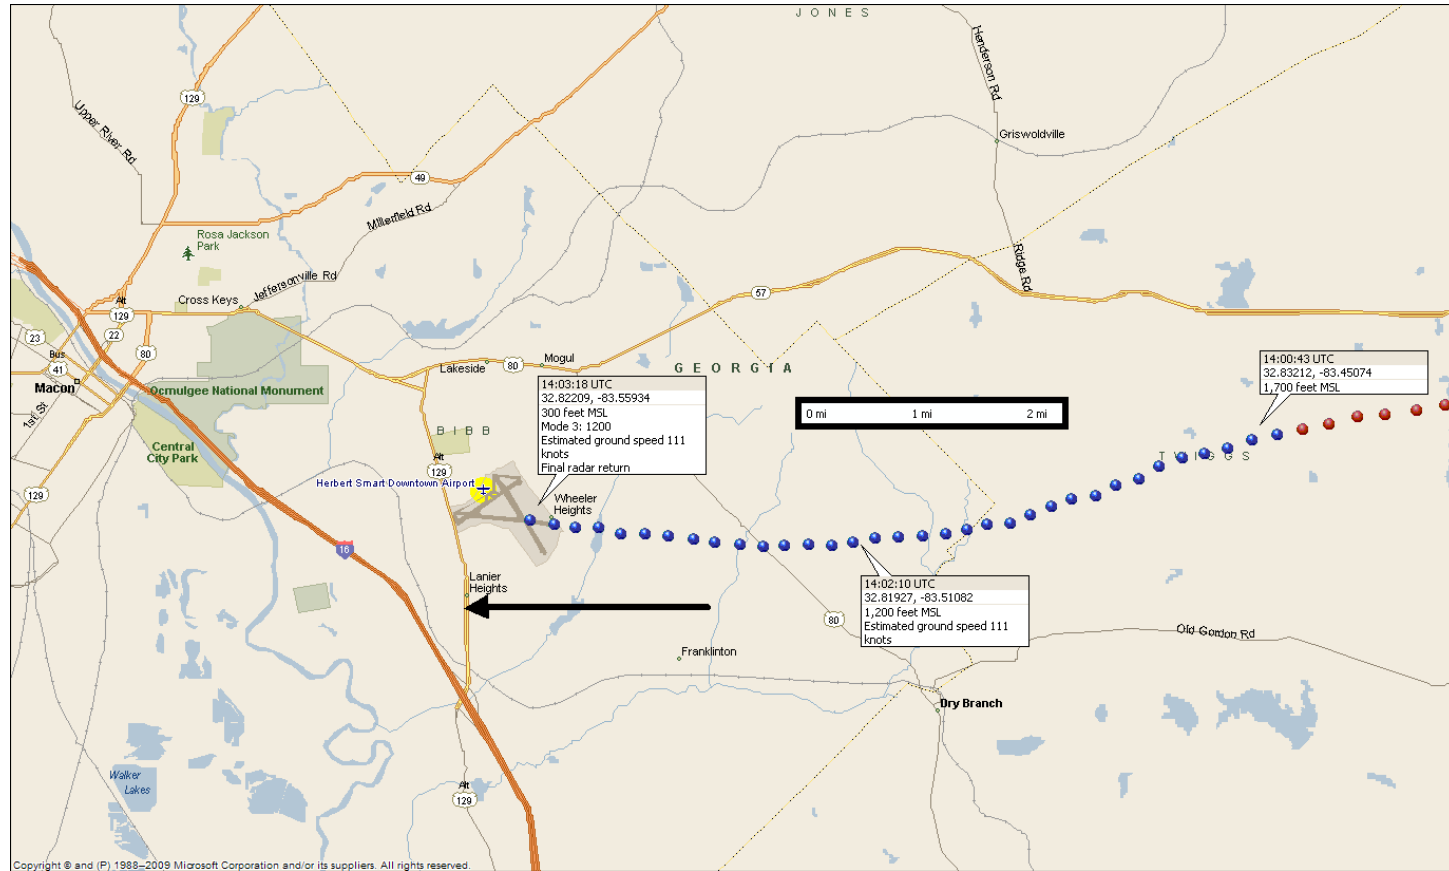 JONES
129
Upper River Rd
Henderson Rd
Griswoldville
49
Millerfield Rd
Rosa Jackson
Park
Ridge Rd
Jeffersonville Rd
Cross Keys
Alt
129
57
22
23
80
Bus
41
Macon
1st St
Ocmulgee National Monument
Lakeside
80
Mogul
GEORGIA
14:00:43 UTC
32.83212, -83.45074
1,700 feet MSL
14:03:18 UTC
32.82209, -83.55934
300 feet MSL
Mode 3: 1200
Estimated ground speed 111
knots
Final radar return
0 mi 1 mi 2 mi
BIBB
Central
City Park
Alt
129
TWIGGS
Herbert Smart Downtown Airport
Alt
129
Wheeler
Heights
16
Lanier
Heights
14:02:10 UTC
32.81927, -83.51082
1,200 feet MSL
Estimated ground speed 111
knots
80
Old Gordon Rd
Franklinton
Dry Branch
Walker
Lakes
Alt
129
Copyright © and (P) 1988–2009 Microsoft Corporation and/or its suppliers. All rights reserved.